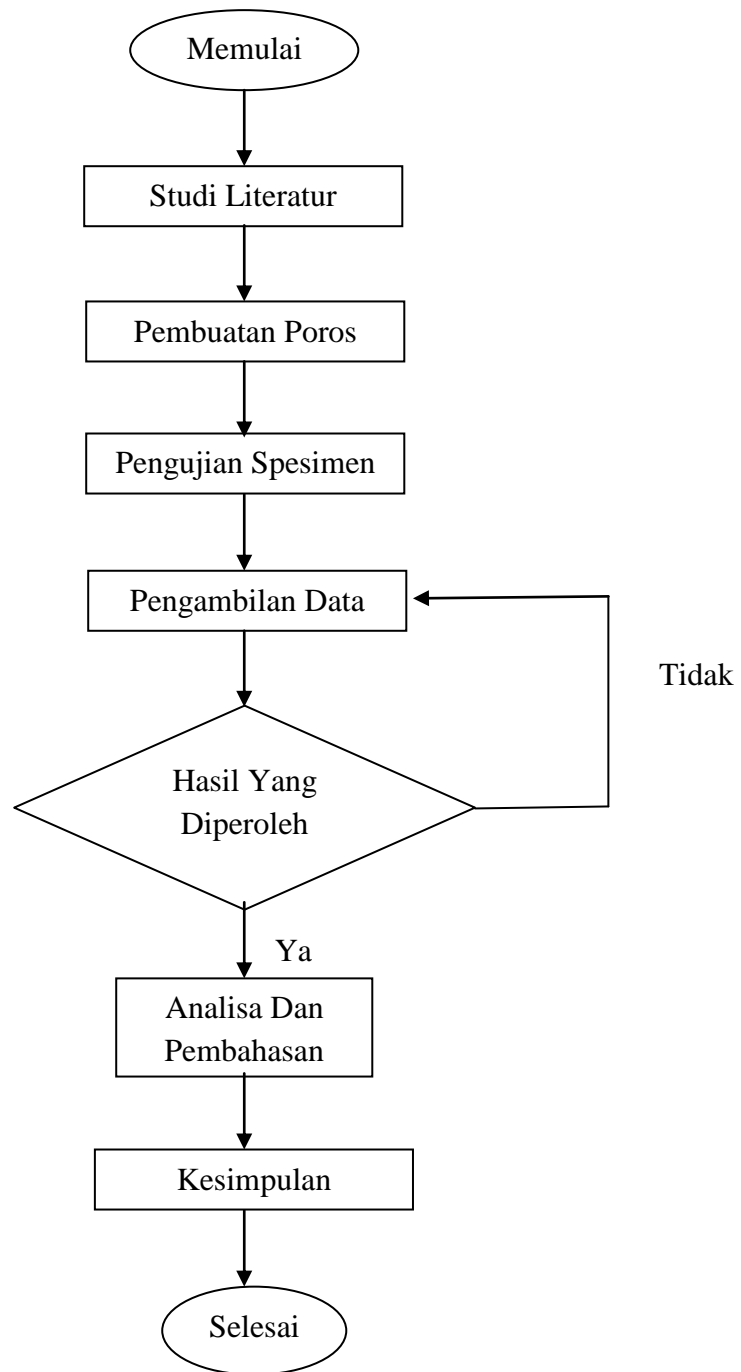 Memulai
Studi Literatur
Pembuatan Poros
Pengujian Spesimen
Pengambilan Data
Tidak
Hasil Yang
Diperoleh
Ya
Analisa Dan
Pembahasan
Kesimpulan
Selesai